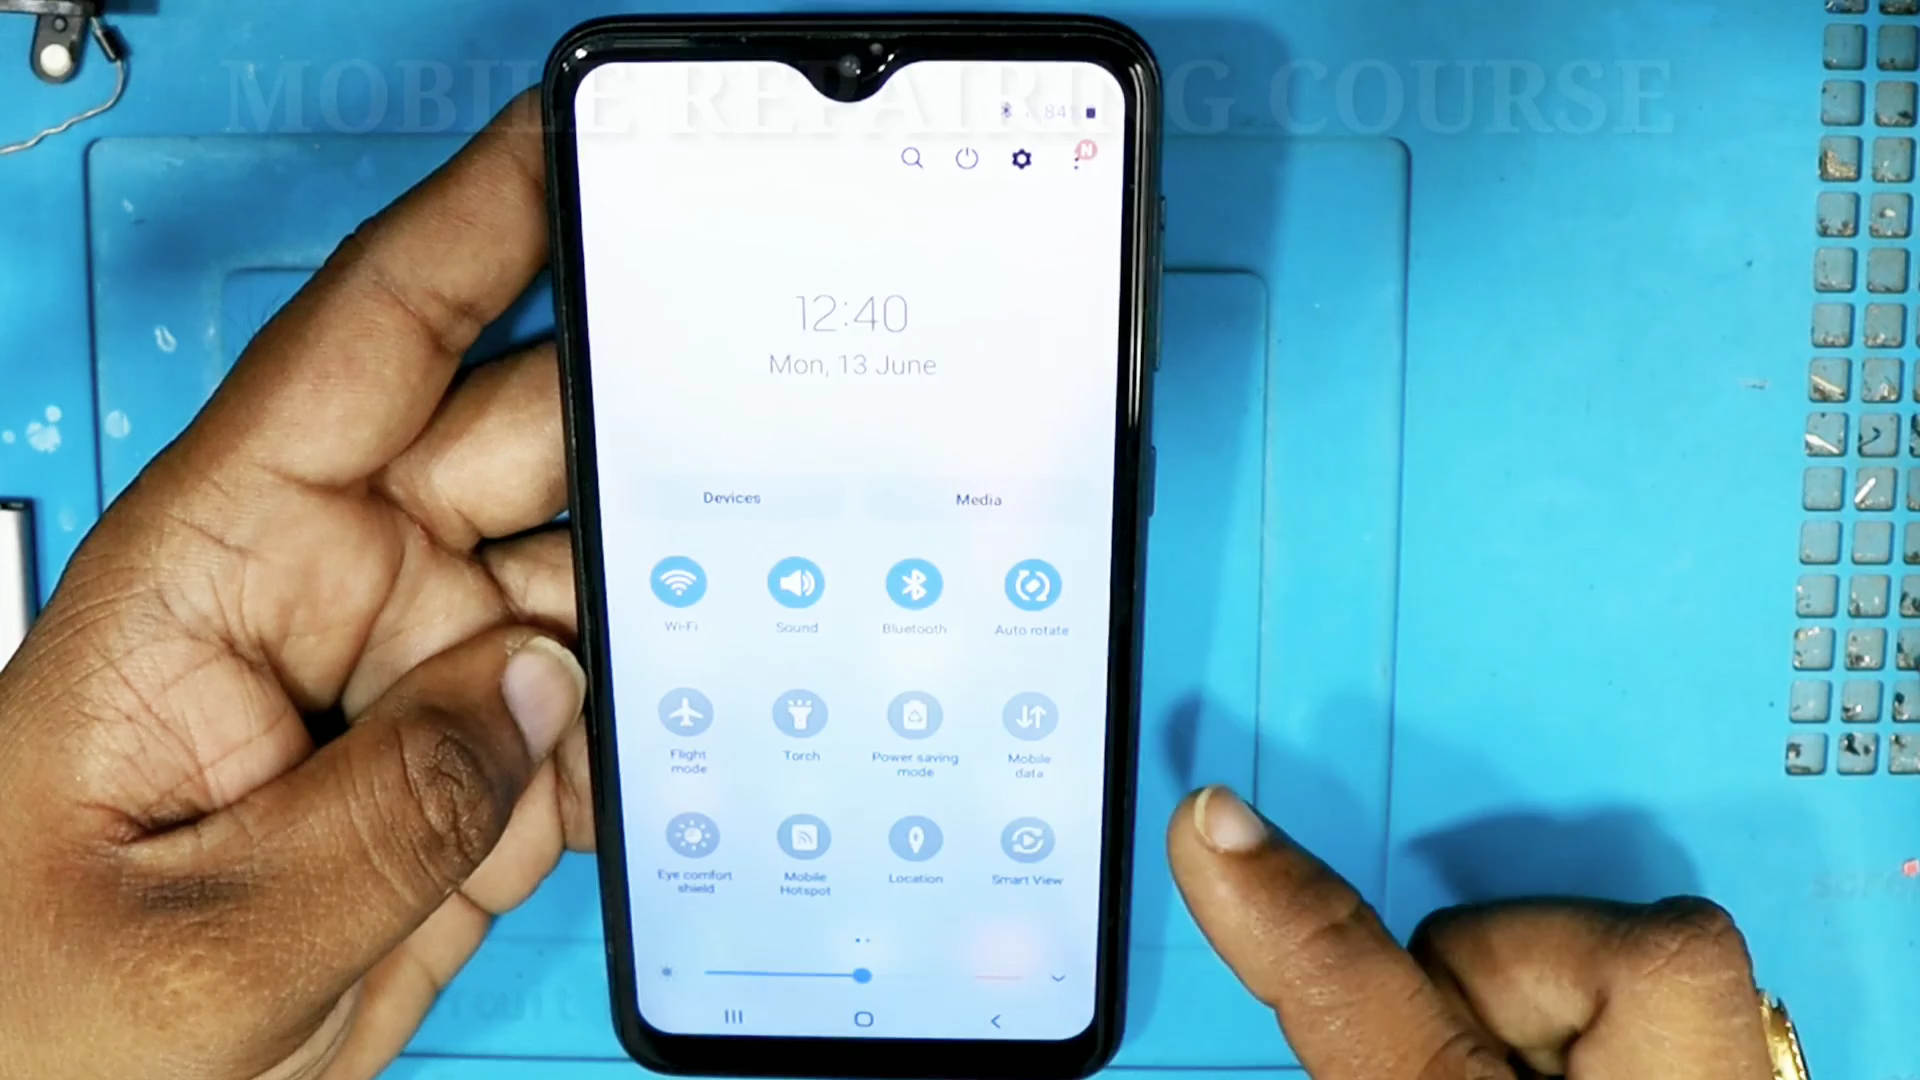 MOBILE REPAIRING COURSE
84%
N
12:40
Mon, 13 June
Devices
Media
Wi-Fi
Sound
Bluetooth
Auto rotate
Flight
mode
Torch
Power saving
mode
Mobile
data
Eye comfort
shield
Mobile
Hotspot
Location
Smart View